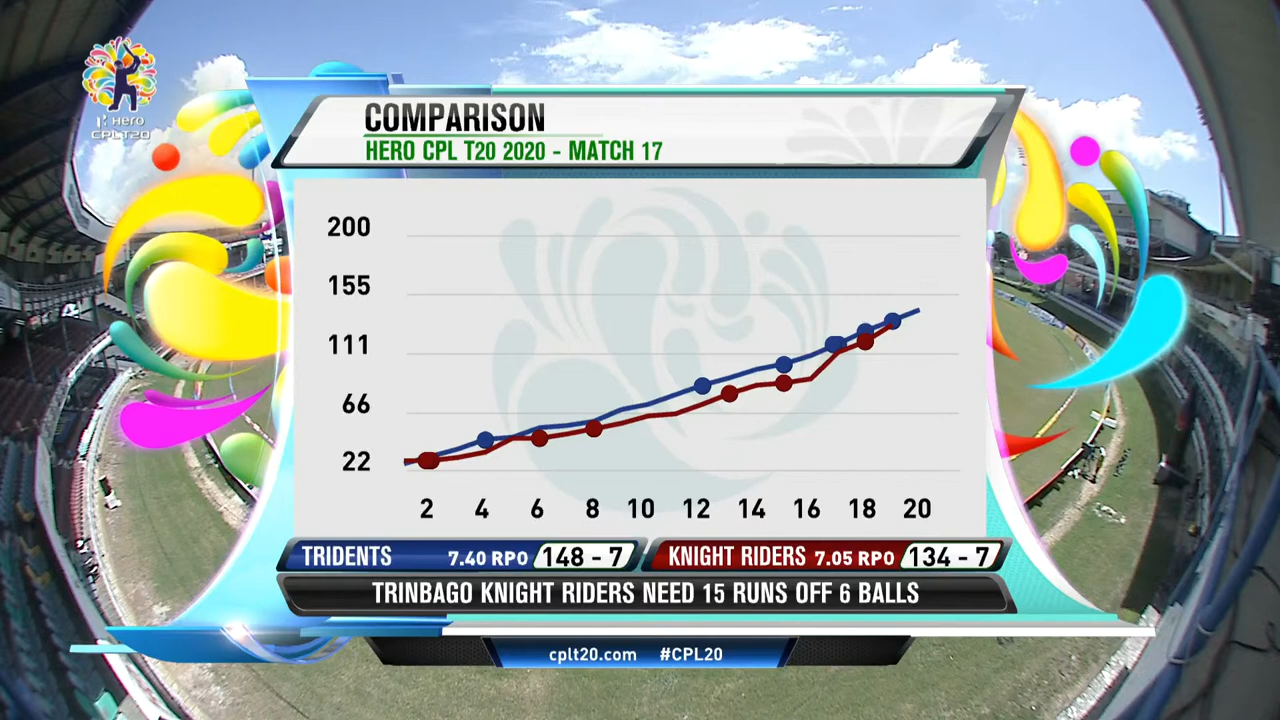 Hero
CPLT20
COMPARISON
HERO CPL T20 2020 - MATCH 17
200
155
111
66
22
2 4 6 8 10 12 14 16 18 20
TRIDENTS 7.40 RPO 148 - 7 KNIGHT RIDERS 7.05 RPO 134 - 7
TRINBAGO KNIGHT RIDERS NEED 15 RUNS OFF 6 BALLS
cplt20.com #CPL20